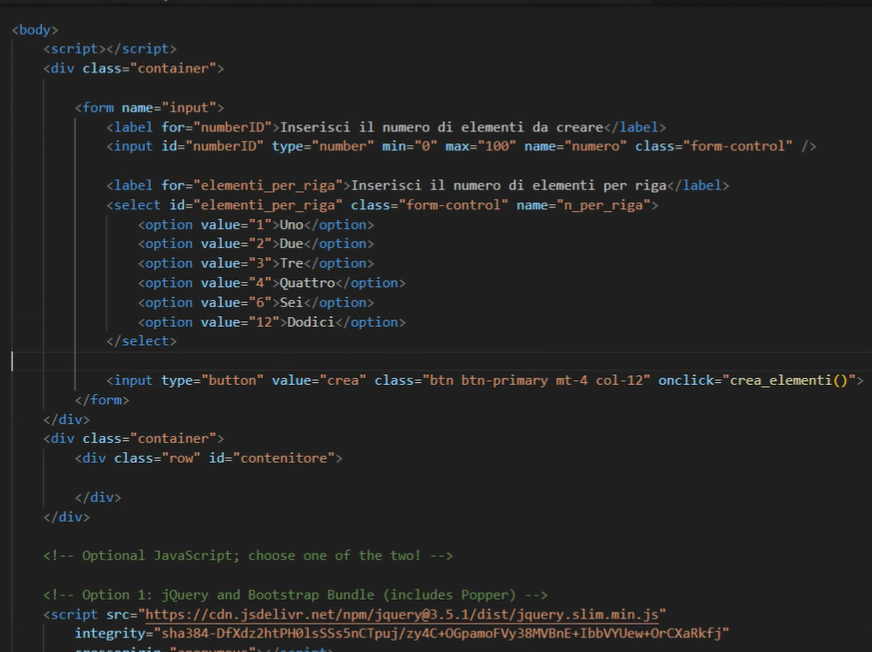 <body>
<script></script>
<div class="container">
<form name="input">
<label for="numberID">Inserisci il numero di elementi da creare</label>
<input id="numberID" type="number" min="0" max="100" name="numero" class="form-control" />
<label for="elementi_per_riga">Inserisci il numero di elementi per riga</label>
<select id="elementi_per_riga" class="form-control" name="n_per_riga">
<option value="1">Uno</option>
<option value="2">Due</option>
<option value="3">Tre</option>
<option value="4">Quattro</option>
<option value="6">Sei</option>
<option value="12">Dodici</option>
</select>
<input type="button" value="crea" class="btn btn-primary mt-4 col-12" onclick="crea_elementi()">
</form>
</div>
<div class="container">
<div class="row" id="contenitore">
</div>
</div>
<!-- Optional JavaScript; choose one of the two! -->
<!-- Option 1: jQuery and Bootstrap Bundle (includes Popper) -->
<script src="https://cdn.jsdelivr.net/npm/jquery@3.5.1/dist/jquery.slim.min.js"
integrity="sha384-DfXdz2htPH0lsSSs5nCTpuj/zy4C+OGpamoFVy38MVBnE+IbbVYUew+OrCXaRkfj"